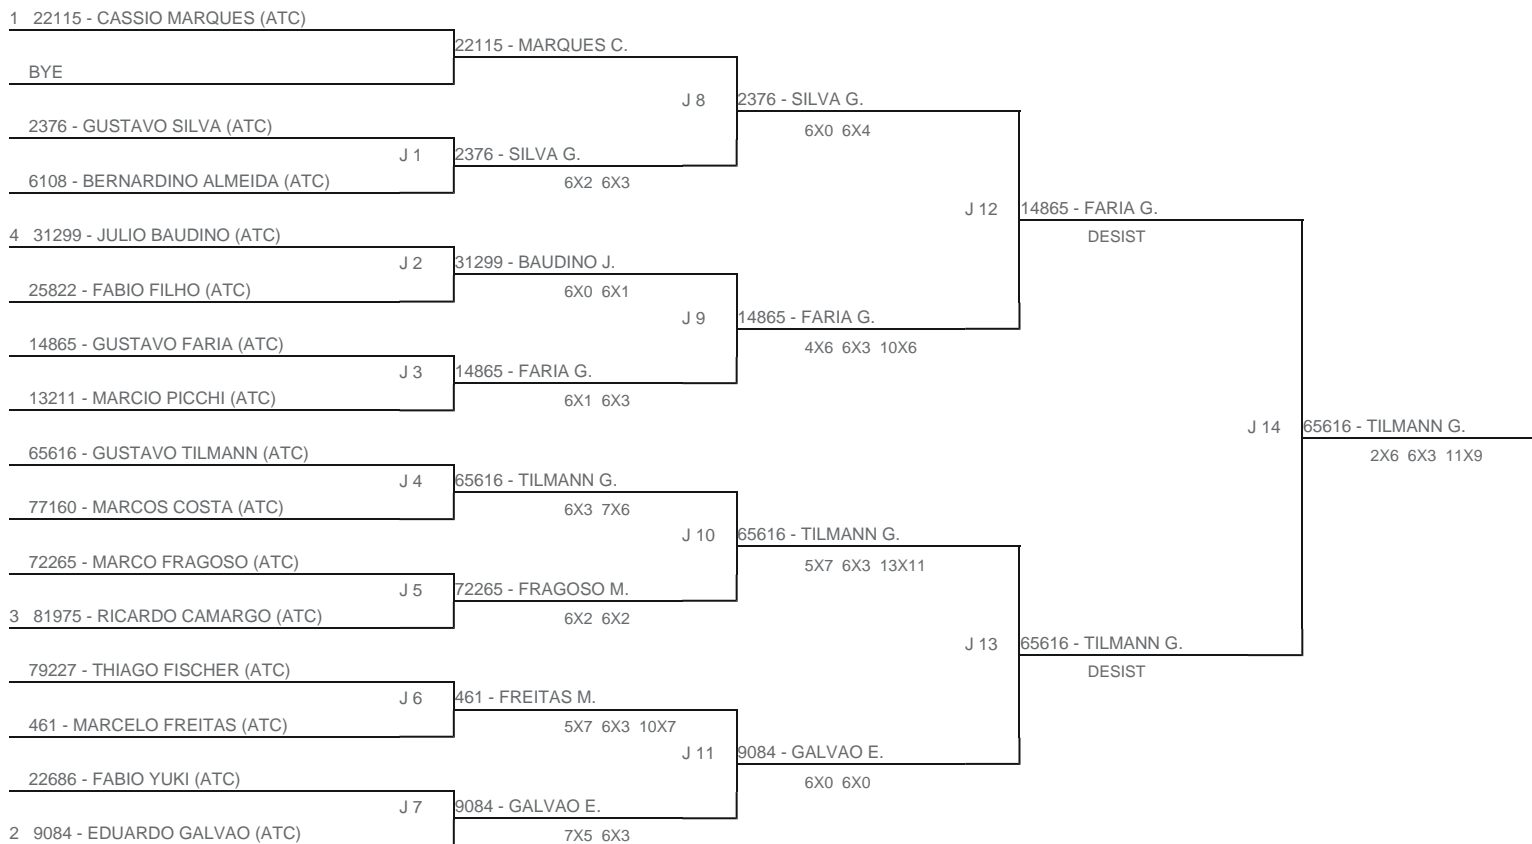 1 22115 - CASSIO MARQUES (ATC)
22115 - MARQUES C.
BYE
J 8
2376 - SILVA G.
6X0 6X4
2376 - GUSTAVO SILVA (ATC)
J 1
2376 - SILVA G.
6108 - BERNARDINO ALMEIDA (ATC)
6X2 6X3
J 12
14865 - FARIA G.
DESIST
4 31299 - JULIO BAUDINO (ATC)
J 2
31299 - BAUDINO J.
25822 - FABIO FILHO (ATC)
6X0 6X1
J 9
14865 - FARIA G.
4X6 6X3 10X6
14865 - GUSTAVO FARIA (ATC)
J 3
14865 - FARIA G.
13211 - MARCIO PICCHI (ATC)
6X1 6X3
J 14
65616 - TILMANN G.
2X6 6X3 11X9
65616 - GUSTAVO TILMANN (ATC)
J 4
65616 - TILMANN G.
77160 - MARCOS COSTA (ATC)
6X3 7X6
J 10
65616 - TILMANN G.
5X7 6X3 13X11
72265 - MARCO FRAGOSO (ATC)
J 5
72265 - FRAGOSO M.
3 81975 - RICARDO CAMARGO (ATC)
6X2 6X2
J 13
65616 - TILMANN G.
DESIST
79227 - THIAGO FISCHER (ATC)
J 6
461 - FREITAS M.
461 - MARCELO FREITAS (ATC)
5X7 6X3 10X7
J 11
9084 - GALVAO E.
6X0 6X0
22686 - FABIO YUKI (ATC)
J 7
9084 - GALVAO E.
2 9084 - EDUARDO GALVAO (ATC)
7X5 6X3